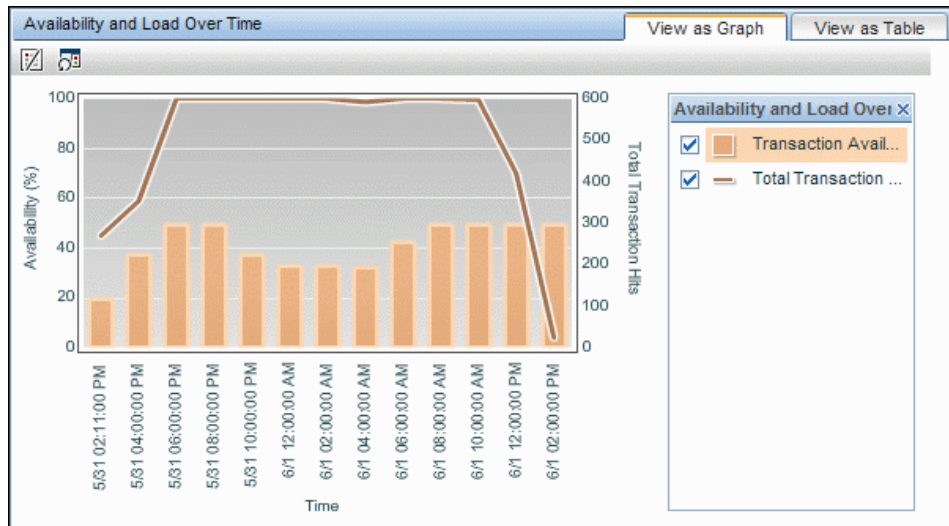 Availability and Load Over Time
View as Graph
View as Table
100
80
60
40
20
0
Availability (%)
600
500
400
300
200
100
0
Total Transaction Hits
5/31 02:11:00 PM
5/31 04:00:00 PM
5/31 06:00:00 PM
5/31 08:00:00 PM
5/31 10:00:00 PM
6/1 12:00:00 AM
6/1 02:00:00 AM
6/1 04:00:00 AM
6/1 06:00:00 AM
6/1 08:00:00 AM
6/1 10:00:00 AM
6/1 12:00:00 PM
6/1 02:00:00 PM
Time
Availability and Load Over
Transaction Avail...
Total Transaction ...